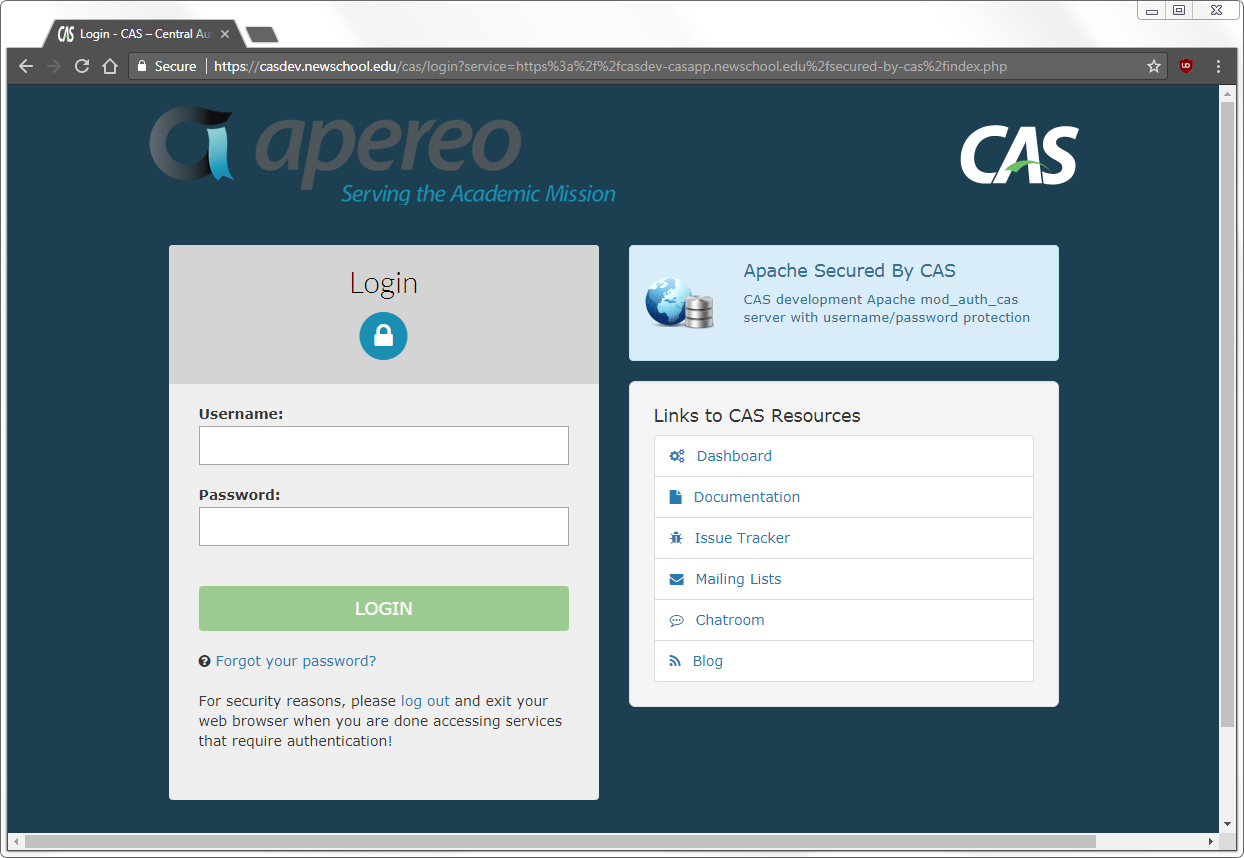 CAS Login - CAS – Central Au
Secure https://casdev.newschool.edu/cas/login?service=https%3a%2f%2fcasdev-casapp.newschool.edu%2fsecured-by-cas%2findex.php
apereo
Serving the Academic Mission
CAS
Login
Username:
Password:
LOGIN
Forgot your password?
For security reasons, please log out and exit your
web browser when you are done accessing services
that require authentication!
Apache Secured By CAS
CAS development Apache mod_auth_cas
server with username/password protection
Links to CAS Resources
Dashboard
Documentation
Issue Tracker
Mailing Lists
Chatroom
Blog